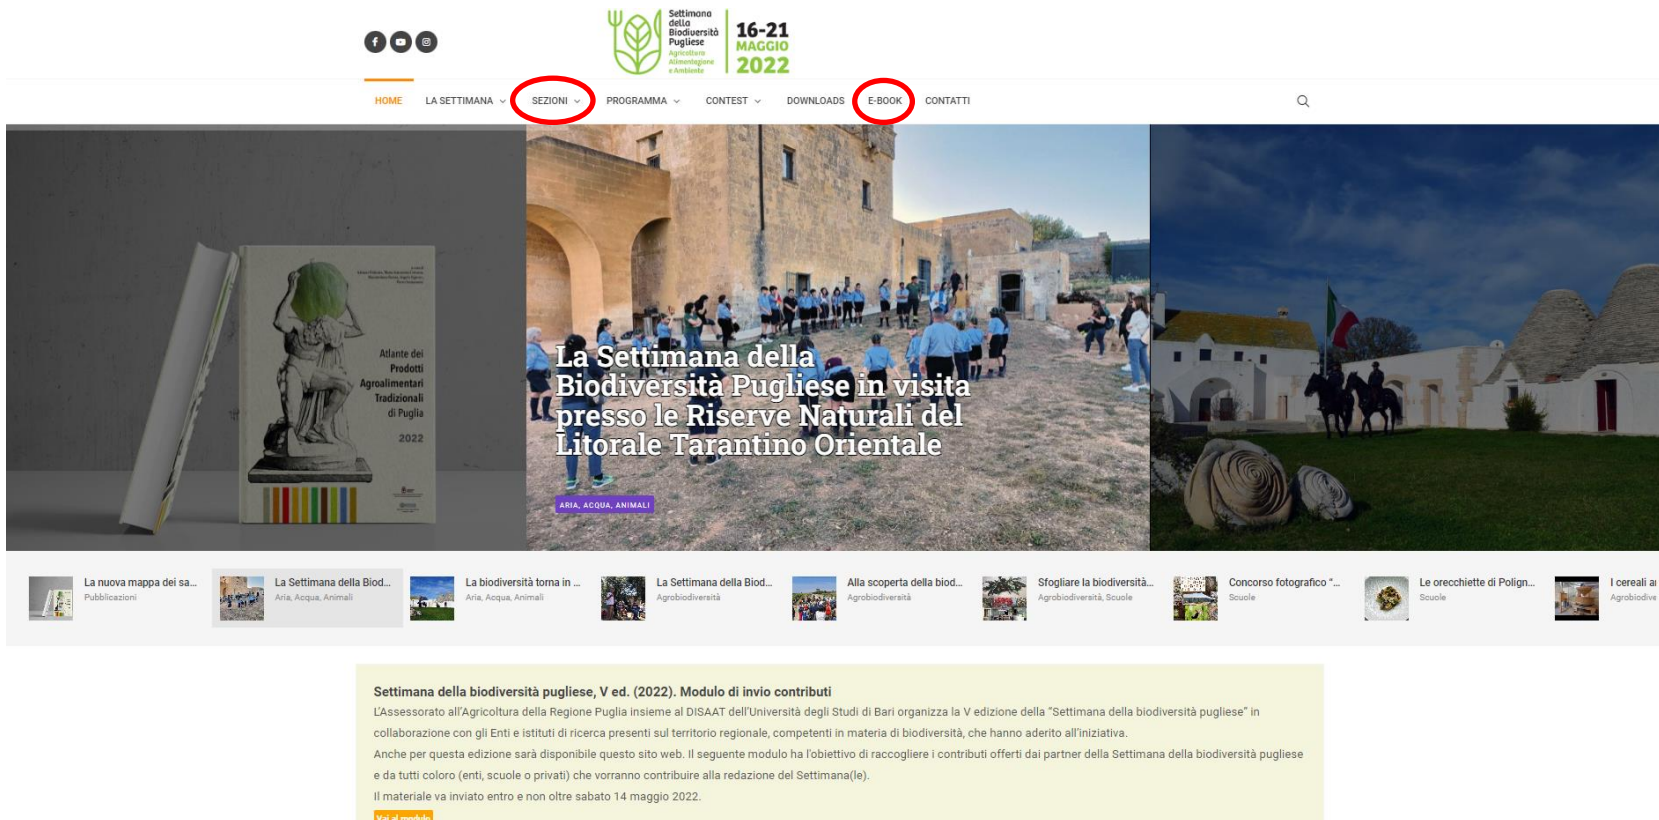 Settimana
della
Biodiversità
Pugliese
Agricoltura
Alimentazione
e Ambiente
16-21
MAGGIO
2022
HOME LA SETTIMANA SEZIONI PROGRAMMA CONTEST DOWNLOADS E-BOOK CONTATTI
Atlante dei
Prodotti
Agroalimentari
Tradizionali
di Puglia
2022
La Settimana della
Biodiversità Pugliese in visita
presso le Riserve Naturali del
Litorale Tarantino Orientale
ARIA, ACQUA, ANIMALI
La nuova mappa dei sa...
Pubblicazioni
La Settimana della Biod...
Aria, Acqua, Animali
La biodiversità torna in ...
Aria, Acqua, Animali
La Settimana della Biod...
Agrobiodiversità
Alla scoperta della biod...
Agrobiodiversità
Sfogliare la biodiversità...
Agrobiodiversità, Scuole
Concorso fotografico “...
Scuole
Le orecchiette di Polign...
Scuole
I cereali a
Agrobiodive
Settimana della biodiversità pugliese, V ed. (2022). Modulo di invio contributi
L’Assessorato all’Agricoltura della Regione Puglia insieme al DISAAT dell’Università degli Studi di Bari organizza la V edizione della “Settimana della biodiversità pugliese” in
collaborazione con gli Enti e istituti di ricerca presenti sul territorio regionale, competenti in materia di biodiversità, che hanno aderito all’iniziativa.
Anche per questa edizione sarà disponibile questo sito web. Il seguente modulo ha l’obiettivo di raccogliere i contributi offerti dai partner della Settimana della biodiversità pugliese
e da tutti coloro (enti, scuole o privati) che vorranno contribuire alla redazione del Settimana(le).
Il materiale va inviato entro e non oltre sabato 14 maggio 2022.
Vai al modulo